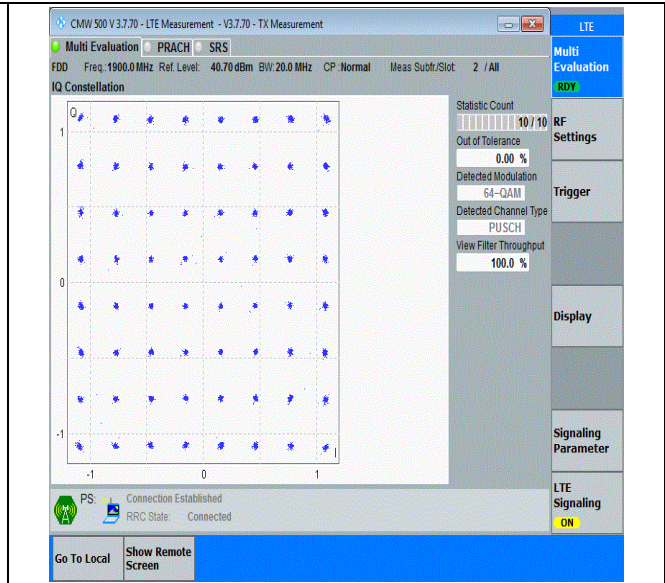 CMW 500 V 3.7.70 - LTE Measurement - V3.7.70 - TX Measurement
LTE
Multi Evaluation PRACH SRS
Multi
Evaluation
RDY
FDD Freq.:1900.0 MHz Ref. Level: 40.70 dBm BW:20.0 MHz CP :Normal Meas Subfr./Slot: 2 / All
IQ Constellation
Q
1
0
-1
-1 0 1
I
Statistic Count
10 / 10
Out of Tolerance
0.00 %
Detected Modulation
64-QAM
Detected Channel Type
PUSCH
View Filter Throughput
100.0 %
RF
Settings
Trigger
Display
Signaling
Parameter
LTE
Signaling
ON
PS: Connection Established
RRC State: Connected
Go To Local
Show Remote
Screen